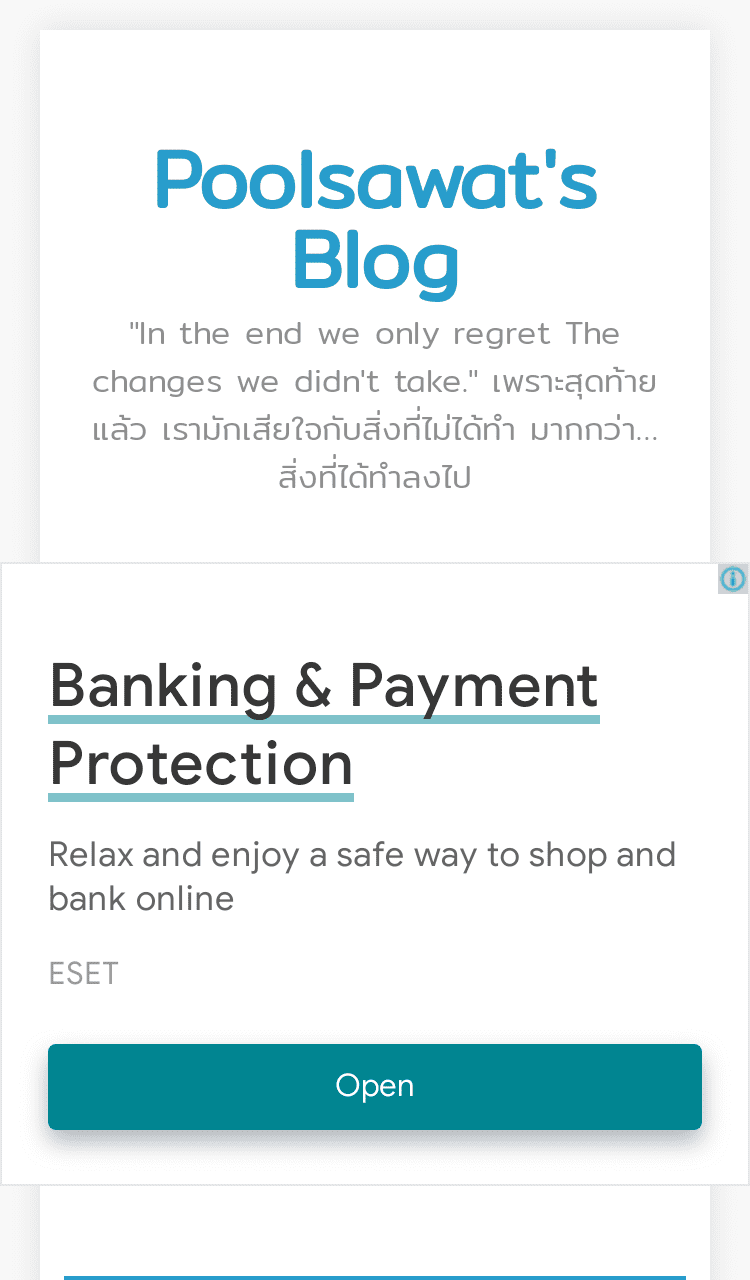 Poolsawat's
Blog
"In the end we only regret The
changes we didn't take." เพราะสุดท้าย
แล้ว เรามักเสียใจกับสิ่งที่ไม่ได้ทำ มากกว่า...
สิ่งที่ได้ทำลงไป
Banking & Payment
Protection
Relax and enjoy a safe way to shop and
bank online
ESET
Open